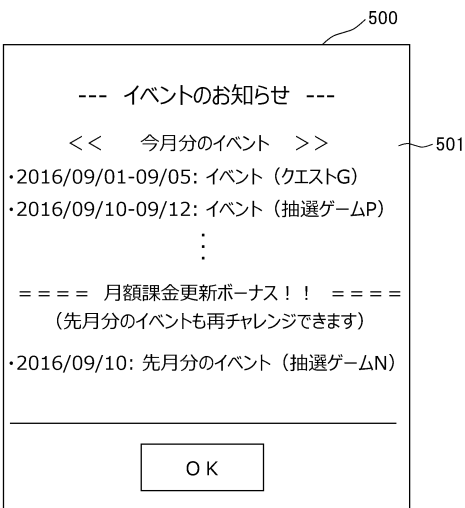 500
--- イベントのお知らせ ---
<< 今月分のイベント >>
501
・2016/09/01-09/05: イベント（クエストG）
・2016/09/10-09/12: イベント（抽選ゲームP）
⋮
==== 月額課金更新ボーナス！！ ====
（先月分のイベントも再チャレンジできます）
・2016/09/10: 先月分のイベント（抽選ゲームN）
OK